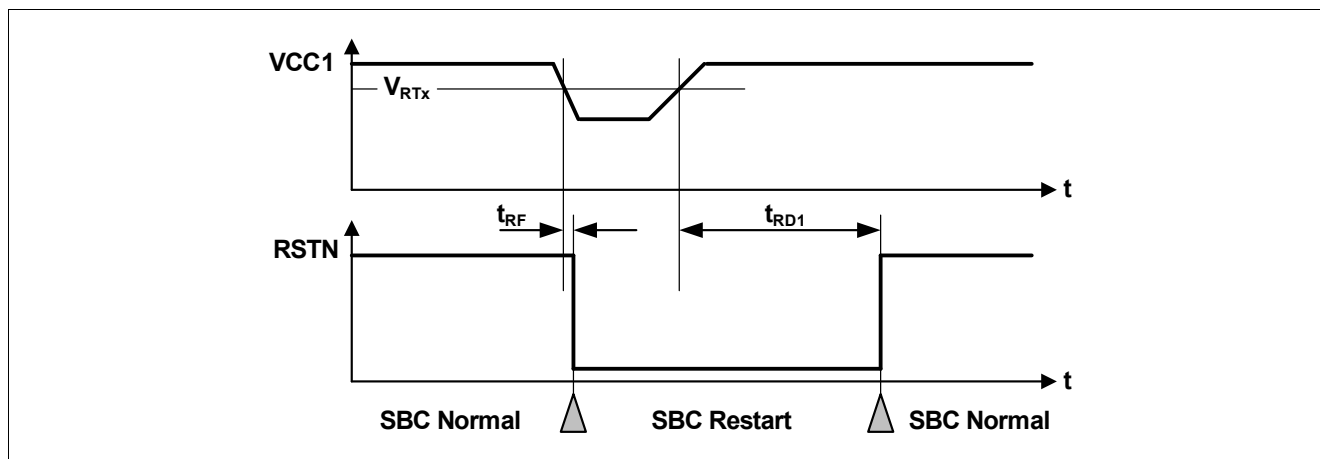 VCC1
VRTx
t
tRF
tRD1
RSTN
t
SBC Normal
SBC Restart
SBC Normal